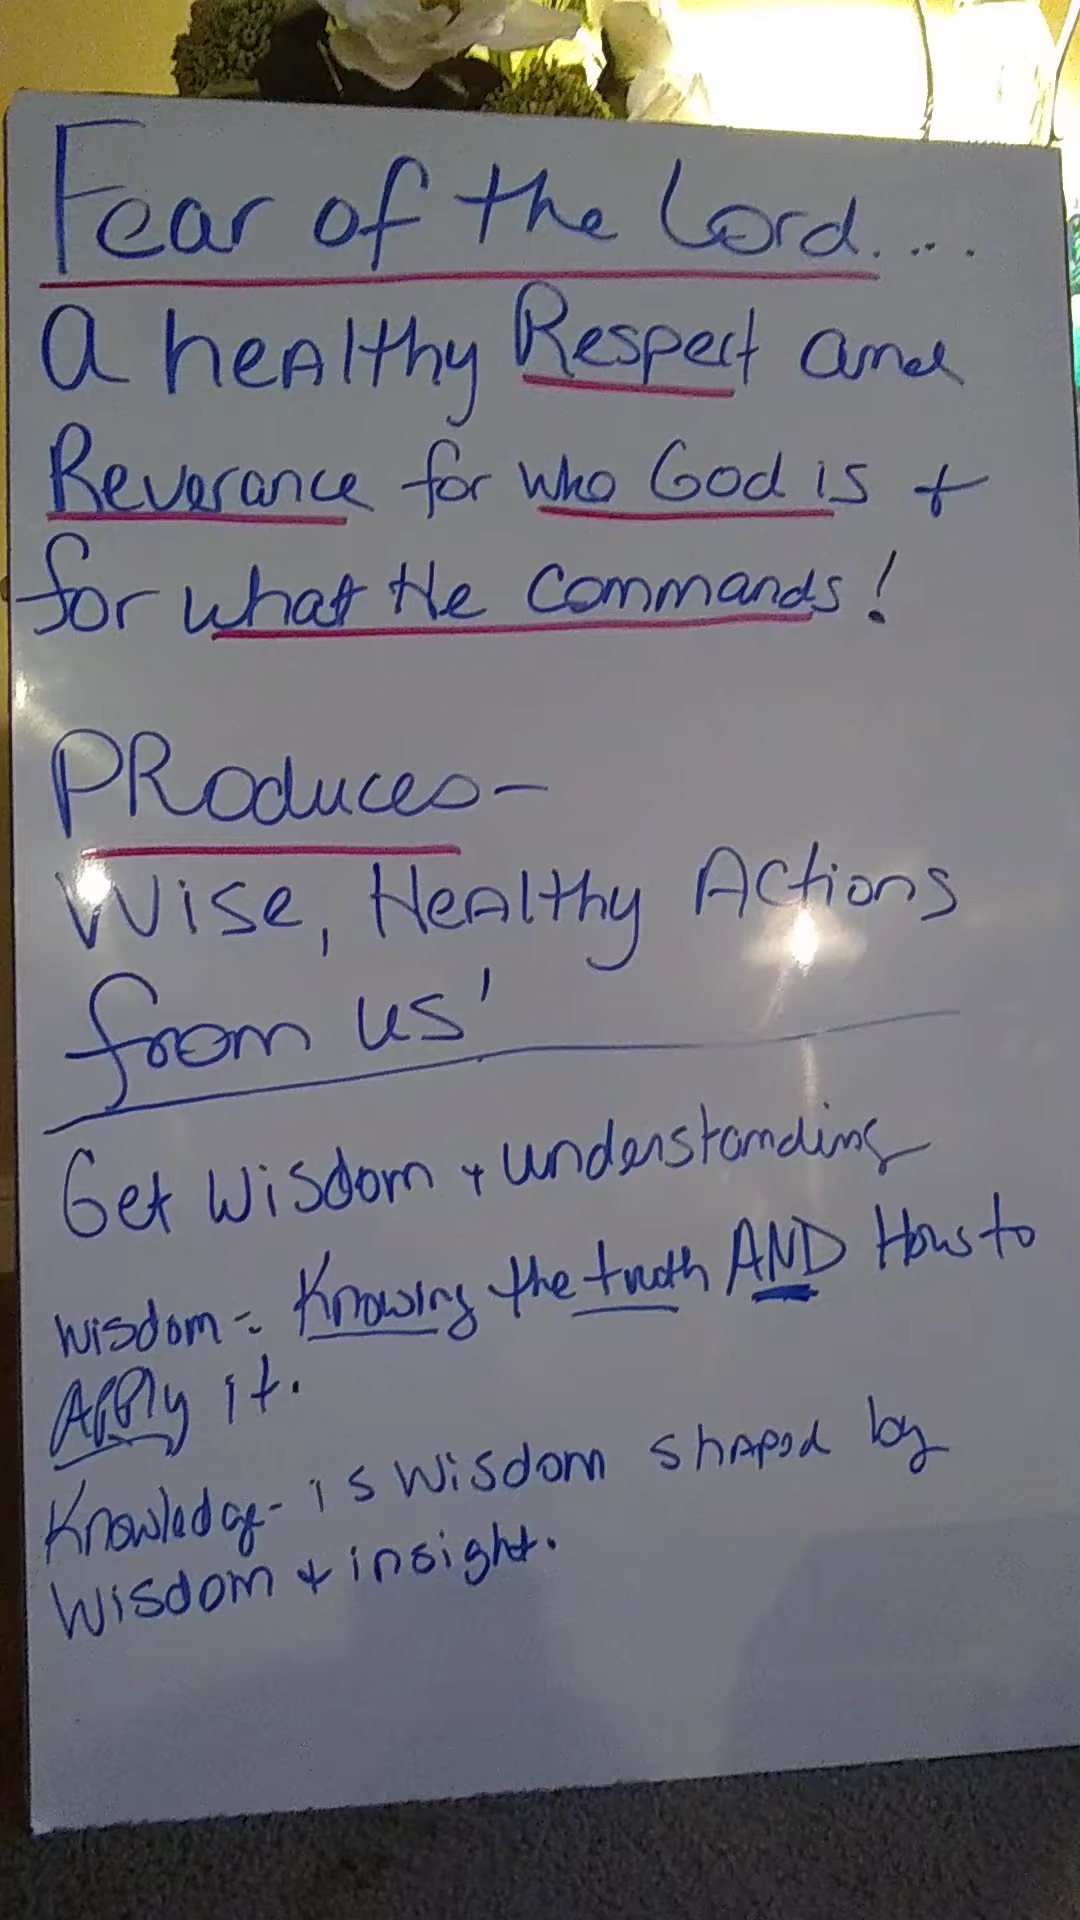 Fear of the Lord....
a healthy Respect and
Reverance for who God is +
for what He commands!
PRoduces-
Wise, Healthy Actions
from us'
Get Wisdom + understanding
Wisdom = Knowing the truth AND How to
Apply it.
Knowledge- is wisdom shaped by
Wisdom + insight.